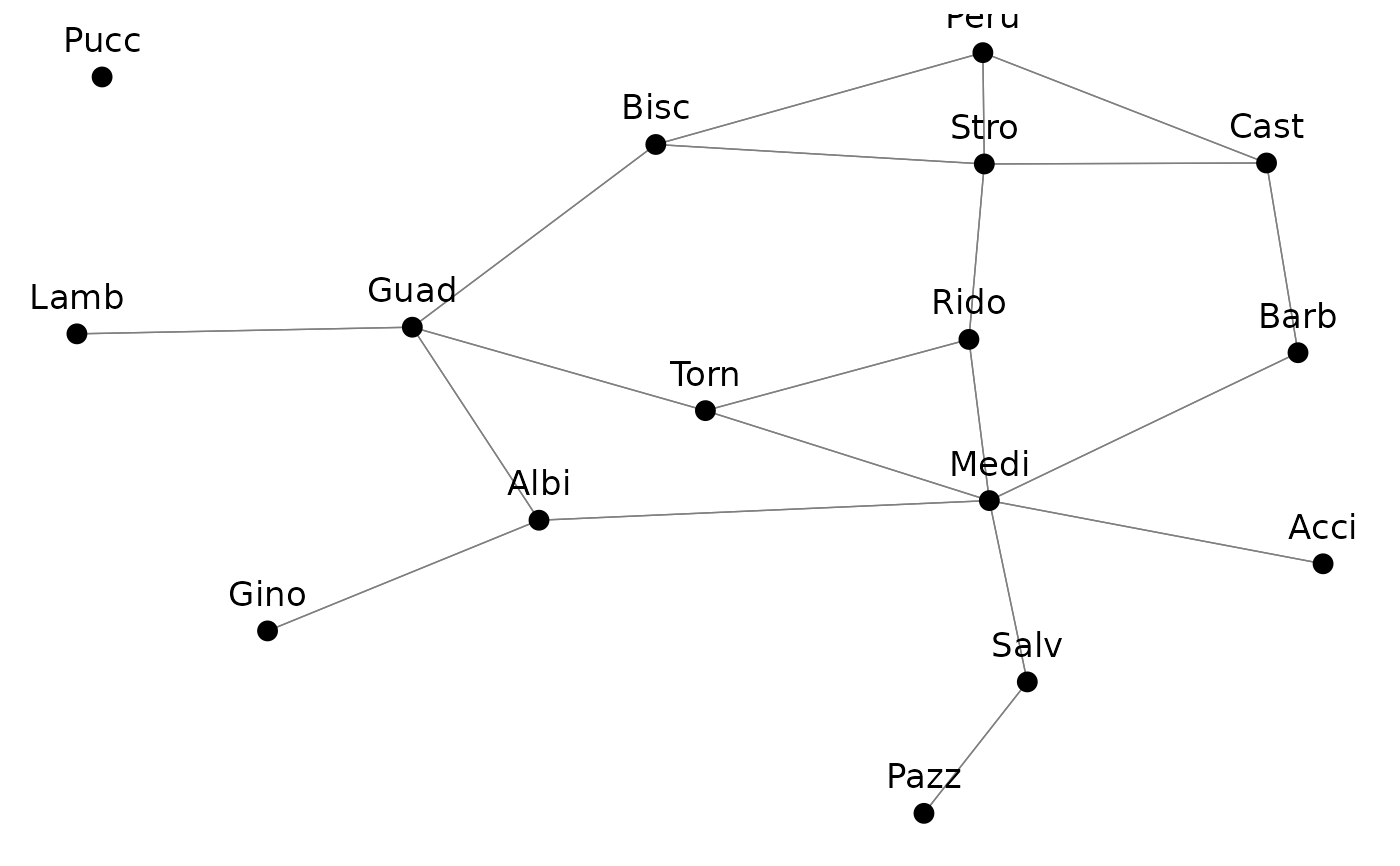 Peru
Pucc
Bisc
Stro
Cast
Guad
Lamb
Rido
Barb
Torn
Medi
Albi
Acci
Gino
Salv
Pazz